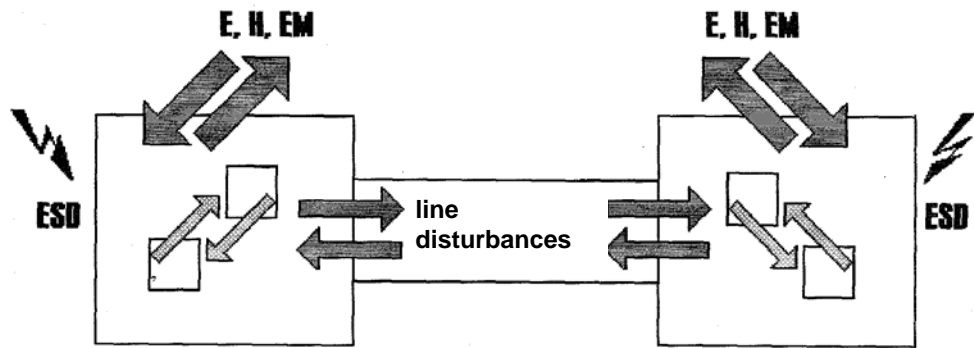 E, H, EM
E, H, EM
ESD
line
disturbances
ESD